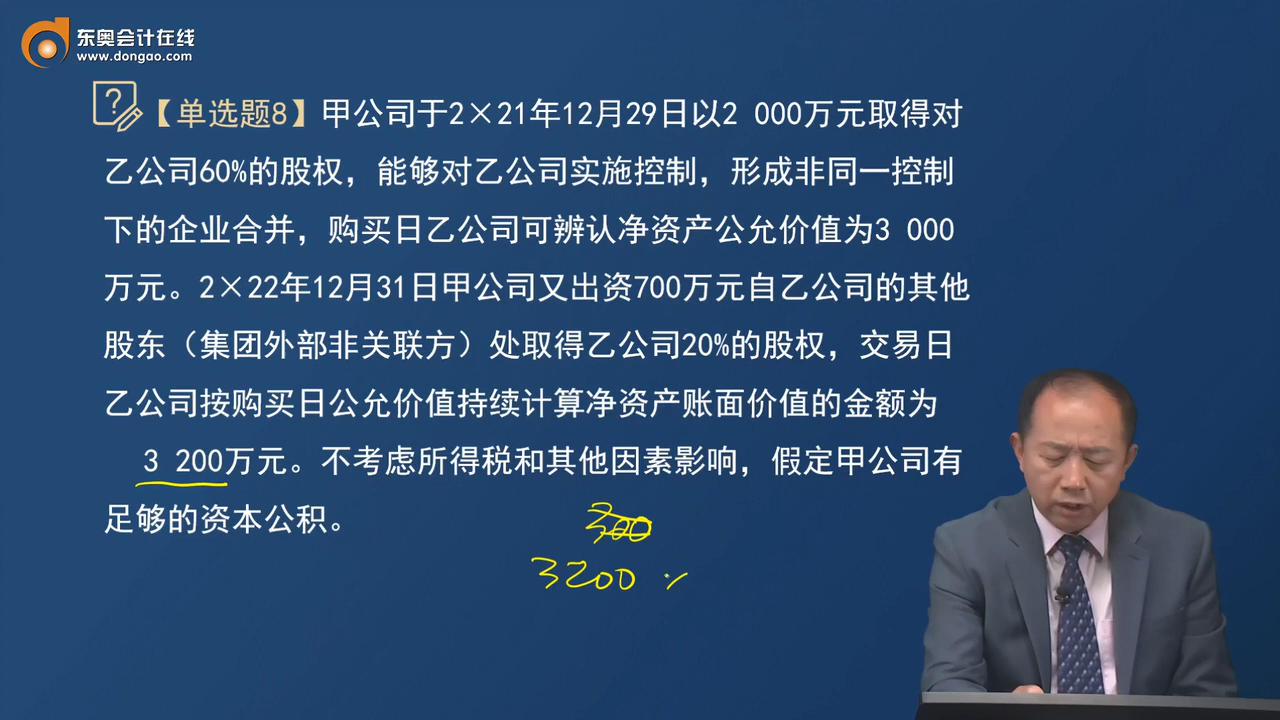 东奥会计在线
www.dongao.com
【单选题8】甲公司于2×21年12月29日以2 000万元取得对
乙公司60%的股权，能够对乙公司实施控制，形成非同一控制
下的企业合并，购买日乙公司可辨认净资产公允价值为3 000
万元。2×22年12月31日甲公司又出资700万元自乙公司的其他
股东（集团外部非关联方）处取得乙公司20%的股权，交易日
乙公司按购买日公允价值持续计算净资产账面价值的金额为
3 200万元。不考虑所得税和其他因素影响，假定甲公司有
足够的资本公积。
3200